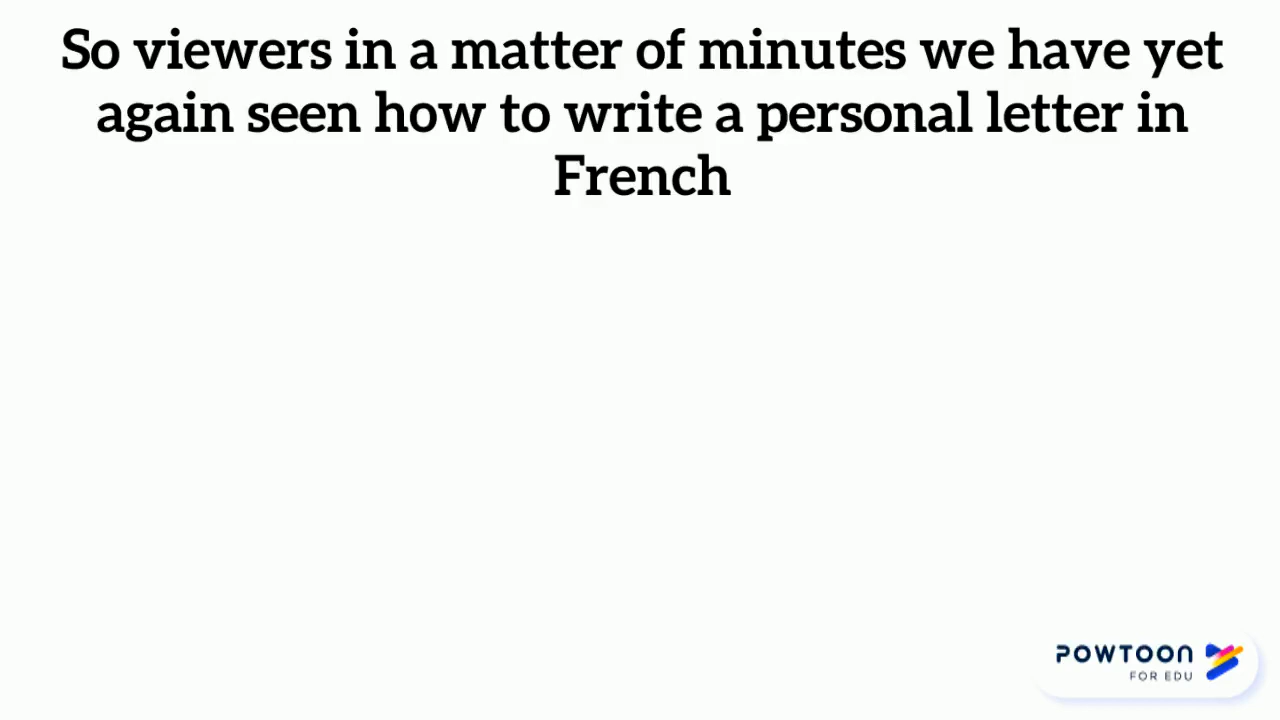 So viewers in a matter of minutes we have yet
again seen how to write a personal letter in
French
POWTOON
FOR EDU